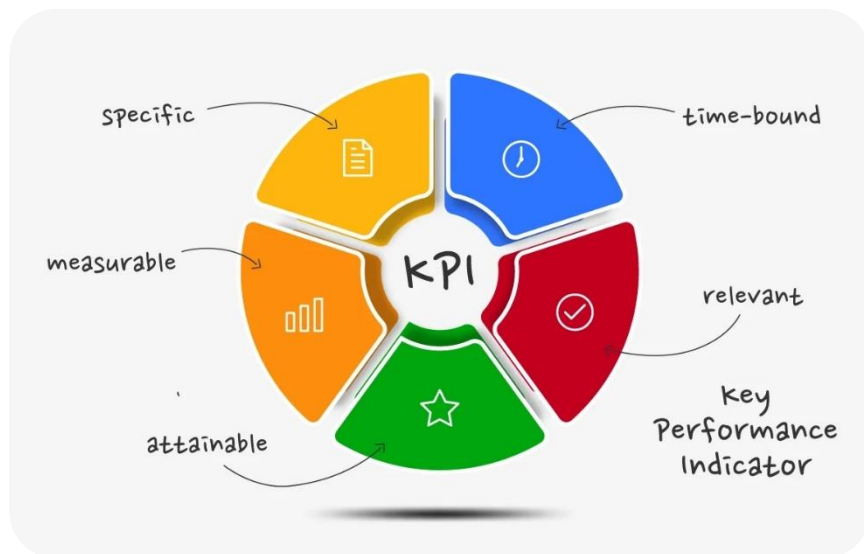 specific
time-bound
measurable
KPI
relevant
attainable
Key
Performance
Indicator